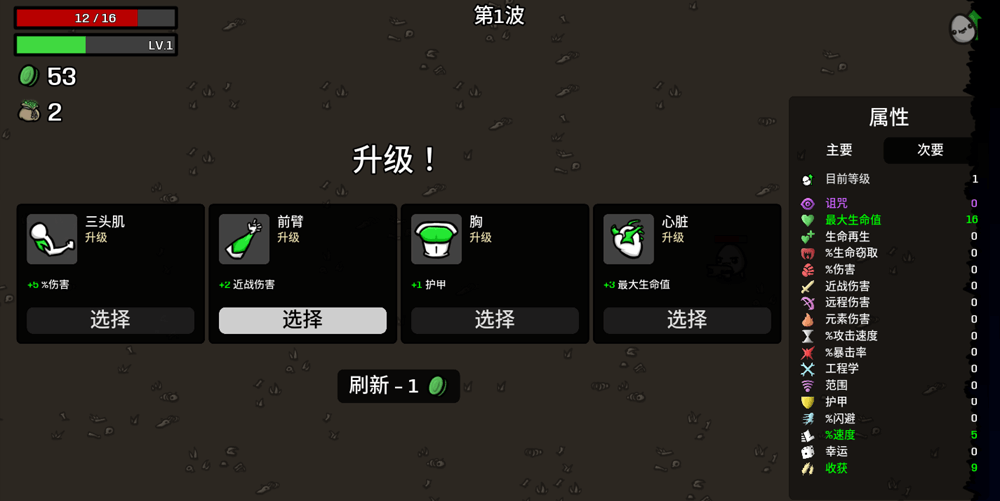 12 / 16
第1波
LV.1
53
2
升级！
三头肌
升级
+5 %伤害
选择
前臂
升级
+2 近战伤害
选择
胸
升级
+1 护甲
选择
心脏
升级
+3 最大生命值
选择
刷新 - 1
属性
主要 次要
目前等级 1
诅咒 0
最大生命值 16
生命再生 0
%生命窃取 0
%伤害 0
近战伤害 0
远程伤害 0
元素伤害 0
%攻击速度 0
%暴击率 0
工程学 0
范围 0
护甲 0
%闪避 0
%速度 5
幸运 0
收获 9